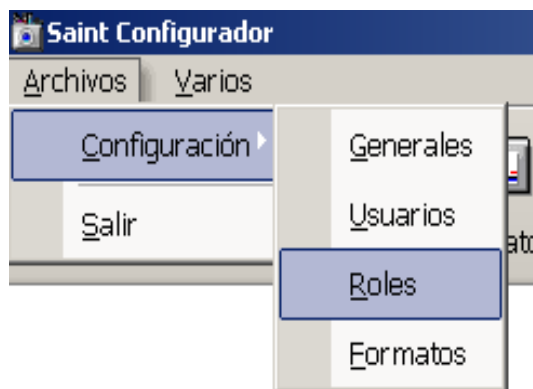 Saint Configurador
Archivos Varios
Configuración Generales
Salir Usuarios
Roles
Formatos